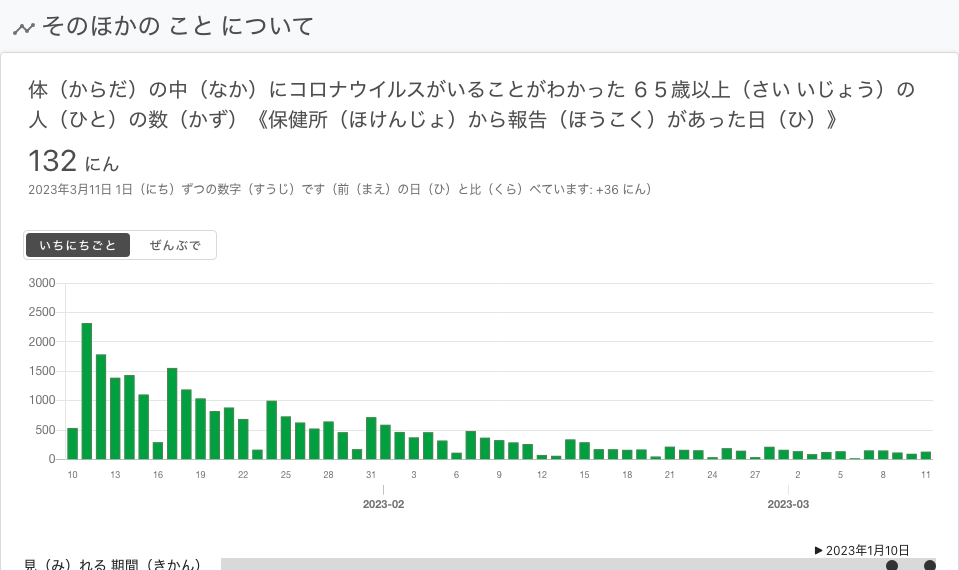 そのほかの こと について
体（からだ）の中（なか）にコロナウイルスがいることがわかった ６５歳以上（さい いじょう）の
人（ひと）の数（かず）《保健所（ほけんじょ）から報告（ほうこく）があった日（ひ）》
132 にん
2023年3月11日 1日（にち）ずつの数字（すうじ）です（前（まえ）の日（ひ）と比（くら）べています: +36 にん）
いちにちごと ぜんぶで
3000
2500
2000
1500
1000
500
0
10 13 16 19 22 25 28 31 3 6 9 12 15 18 21 24 27 2 5 8 11
2023-02 2023-03
▶ 2023年1月10日
見（み）れる 期間（きかん）